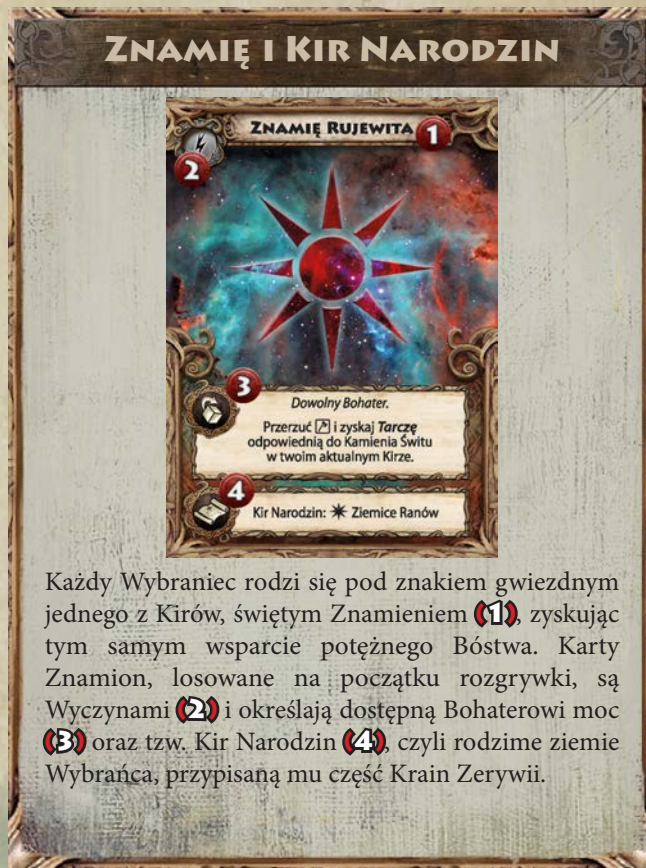 ZNAMIĘ I KIR NARODZIN
ZNAMIĘ RUJEWITA
1
2
3
Dowolny Bohater.
Przerzuć i zyskaj Tarczę
odpowiednią do Kamienia Świtu
w twoim aktualnym Kirze.
4
Kir Narodzin: Ziemice Ranów
Każdy Wybraniec rodzi się pod znakiem gwiezdnym
jednego z Kirów, świętym Znamieniem (1), zyskując
tym samym wsparcie potężnego Bóstwa. Karty
Znamion, losowane na początku rozgrywki, są
Wyczynami (2) i określają dostępną Bohaterowi moc
(3) oraz tzw. Kir Narodzin (4), czyli rodzime ziemie
Wybrańca, przypisaną mu część Krain Zerywii.